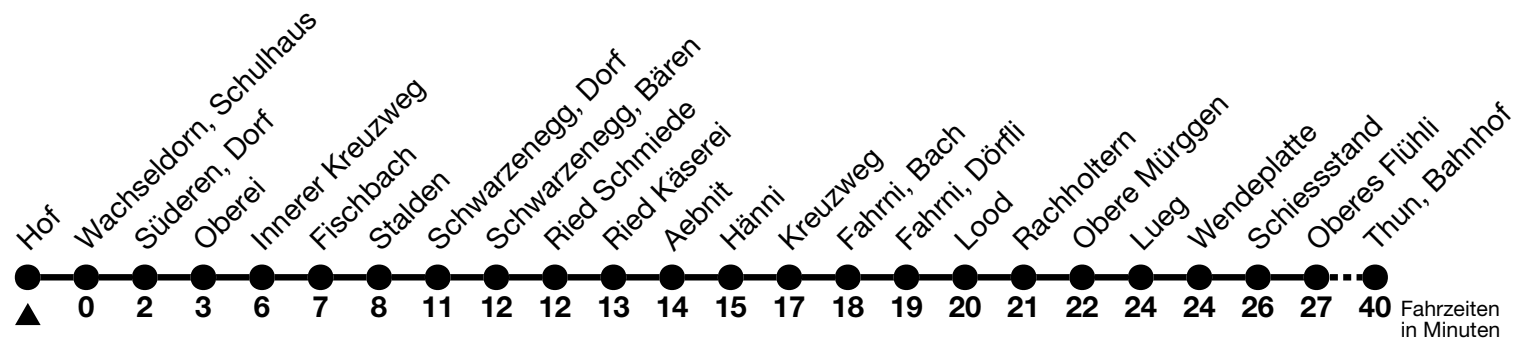 Hof
Wachseldorn, Schulhaus
Süderen, Dorf
Oberei
Innerer Kreuzweg
Fischbach
Stalden
Schwarzenegg, Dorf
Schwarzenegg, Bären
Ried Schmiede
Ried Käserei
Aebnit
Hänni
Kreuzweg
Fahrni, Bach
Fahrni, Dörfli
Lood
Rachholtern
Obere Mürggen
Lueg
Wendeplatte
Schiessstand
Oberes Flühli
Thun, Bahnhof
0 2 3 6 7 8 11 12 12 13 14 15 17 18 19 20 21 22 24 24 26 27 40
Fahrzeiten
in Minuten